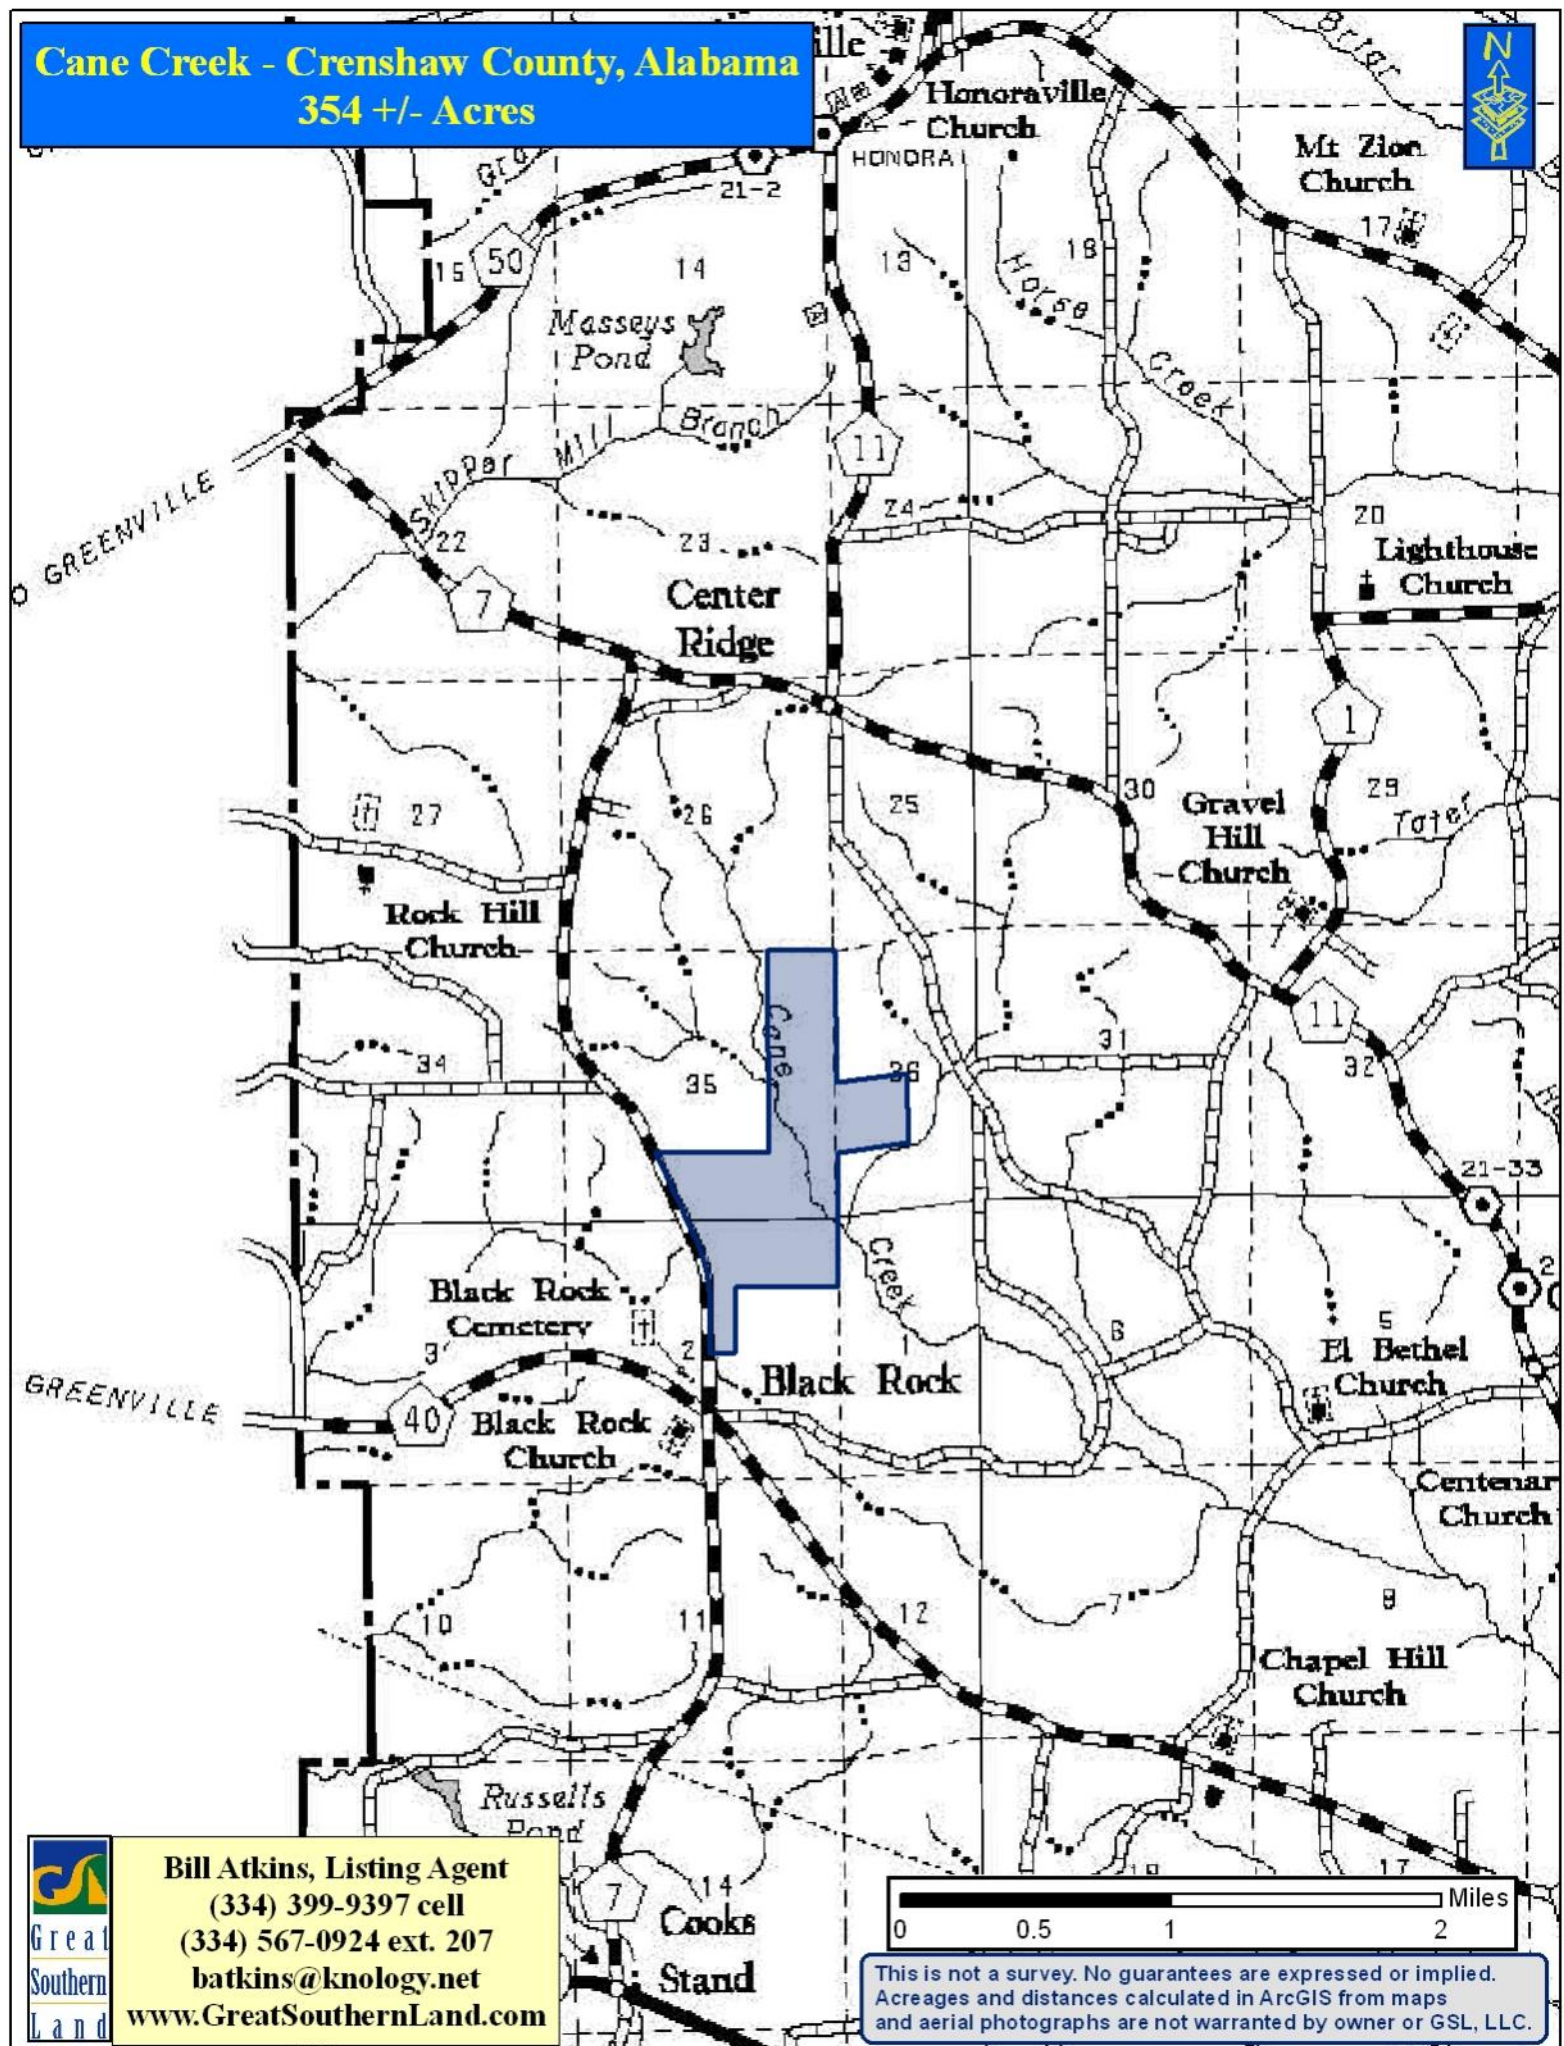 Cane Creek - Crenshaw County, Alabama
354 +/- Acres
N
ille
Honoraville
Church
HONORA
Briar
Mt Zion
Church
17
21-2
50
15
14
13
18
Horse
Creek
Masseys
Pond
Skipper Mill Branch
11
GREENVILLE
22
23
24
20
Lighthouse
Church
7
Center
Ridge
1
27
26
25
30
29
Gravel
Hill
Church
Tater
Rock Hill
Church
Cane
11
34
35
36
31
32
21-33
Black Rock
Cemetery
Creek
3
2
1
6
5
El Bethel
Church
GREENVILLE
40
Black Rock
Black Rock
Church
Centenar
Church
10
11
12
7
8
Chapel Hill
Church
Russells
Pond
7
14
17
Cooks
Stand
Great
Southern
Land
Bill Atkins, Listing Agent
(334) 399-9397 cell
(334) 567-0924 ext. 207
batkins@knology.net
www.GreatSouthernLand.com
Miles
0 0.5 1 2
This is not a survey. No guarantees are expressed or implied.
Acreages and distances calculated in ArcGIS from maps
and aerial photographs are not warranted by owner or GSL, LLC.